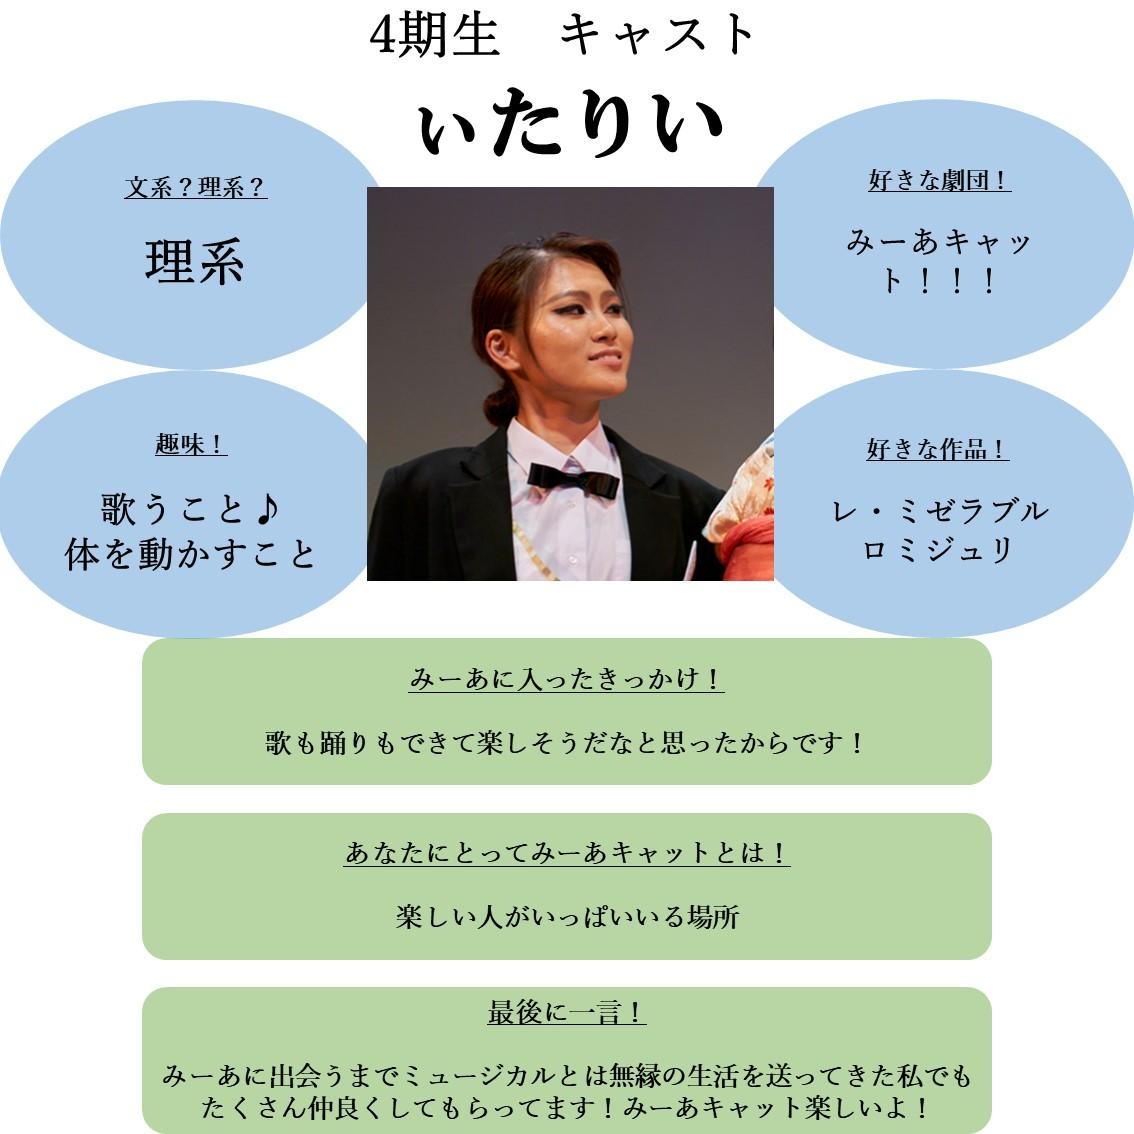 4期生　キャスト
ぃたりぃ
文系？理系？
理系
好きな劇団！
みーあキャッ
ト！！！
趣味！
歌うこと♪
体を動かすこと
好きな作品！
レ・ミゼラブル
ロミジュリ
みーあに入ったきっかけ！
歌も踊りもできて楽しそうだなと思ったからです！
あなたにとってみーあキャットとは！
楽しい人がいっぱいいる場所
最後に一言！
みーあに出会うまでミュージカルとは無縁の生活を送ってきた私でも
たくさん仲良くしてもらってます！みーあキャット楽しいよ！